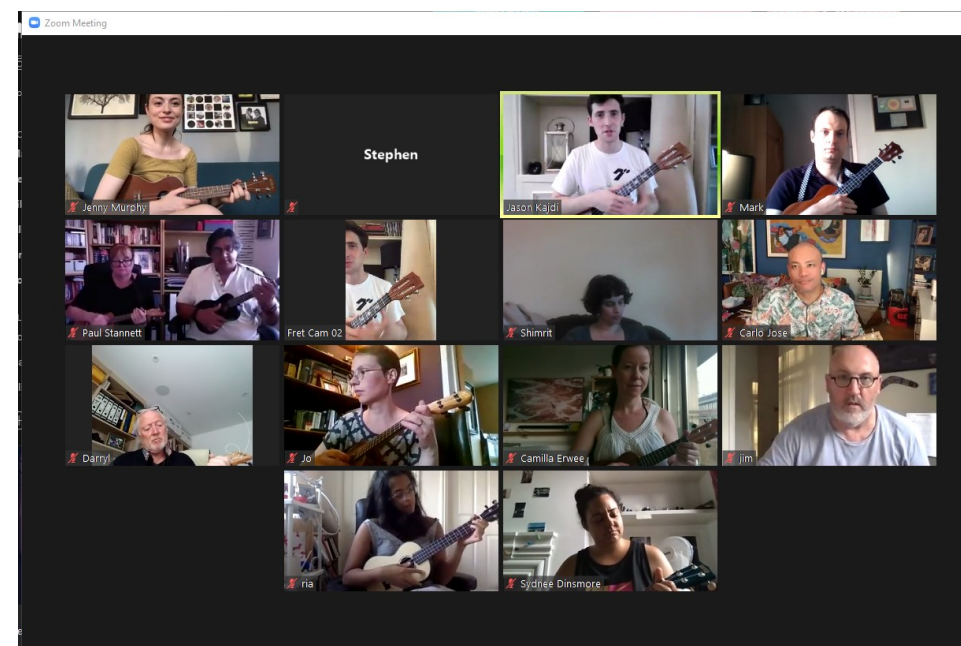 Zoom Meeting
Jenny Murphy
Stephen
Jason Kajdi
Mark
Paul Stannett
Fret Cam 02
Shimrit
Carlo Jose
Darryl
Jo
Camilla Erwee
jim
ria
Sydnee Dinsmore